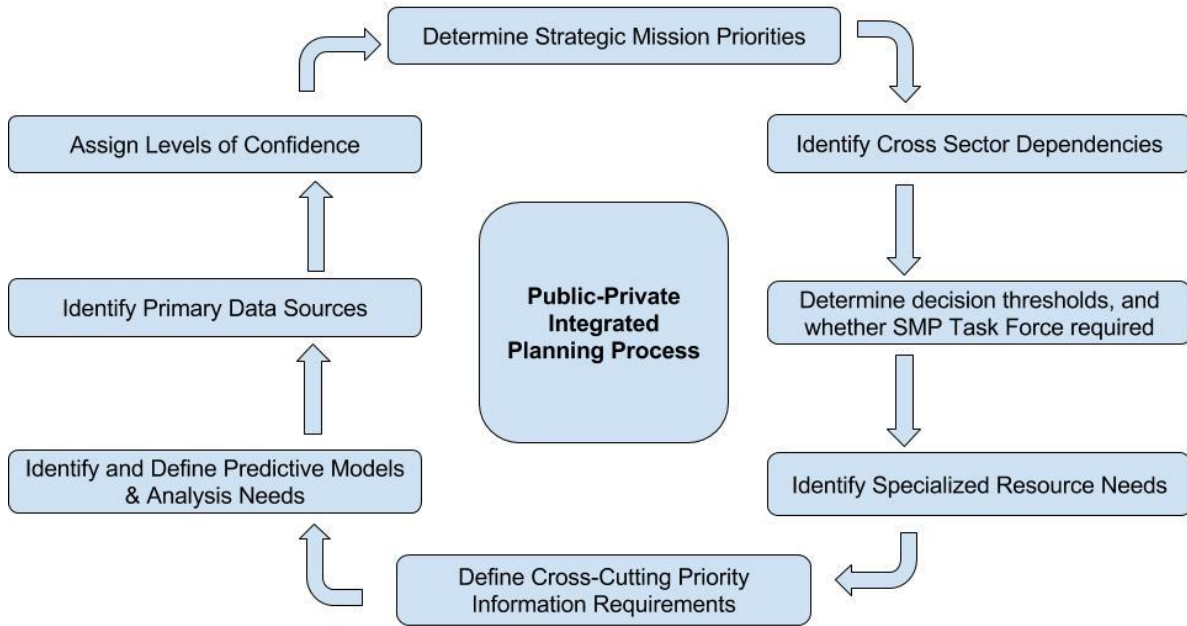 Determine Strategic Mission Priorities
Identify Cross Sector Dependencies
Determine decision thresholds, and
whether SMP Task Force required
Identify Specialized Resource Needs
Define Cross-Cutting Priority
Information Requirements
Identify and Define Predictive Models
& Analysis Needs
Identify Primary Data Sources
Assign Levels of Confidence
Public-Private
Integrated
Planning Process